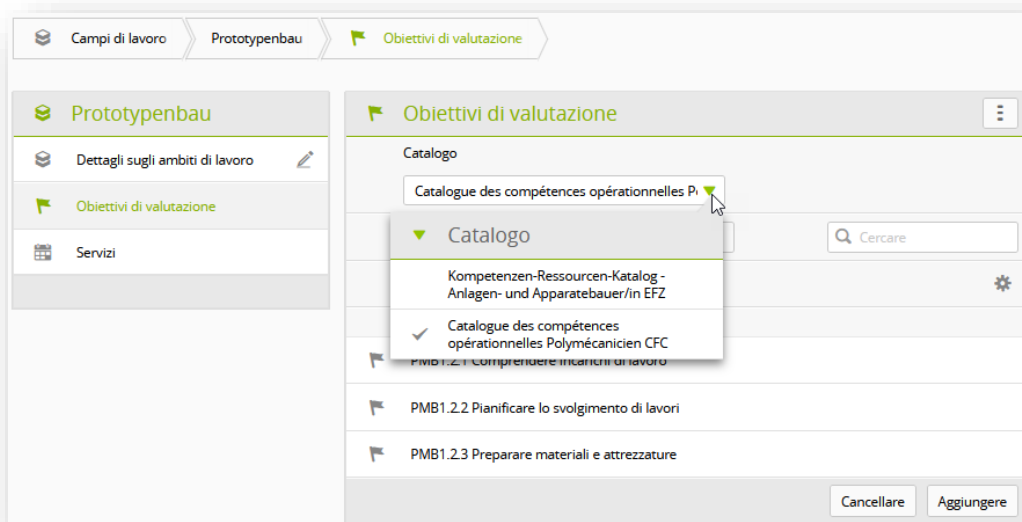 Campi di lavoro
Prototypenbau
Obiettivi di valutazione
Prototypenbau
Dettagli sugli ambiti di lavoro
Obiettivi di valutazione
Servizi
Obiettivi di valutazione
Catalogo
Catalogue des compétences opérationnelles
Catalogo
Kompetenzen-Ressourcen-Katalog -
Anlagen- und Apparatebauer/in EFZ
Catalogue des compétences
opérationnelles Polymécanicien CFC
Cercare
PMB1.2.1 Comprendere incarichi di lavoro
PMB1.2.2 Pianificare lo svolgimento di lavori
PMB1.2.3 Preparare materiali e attrezzature
Cancellare
Aggiungere